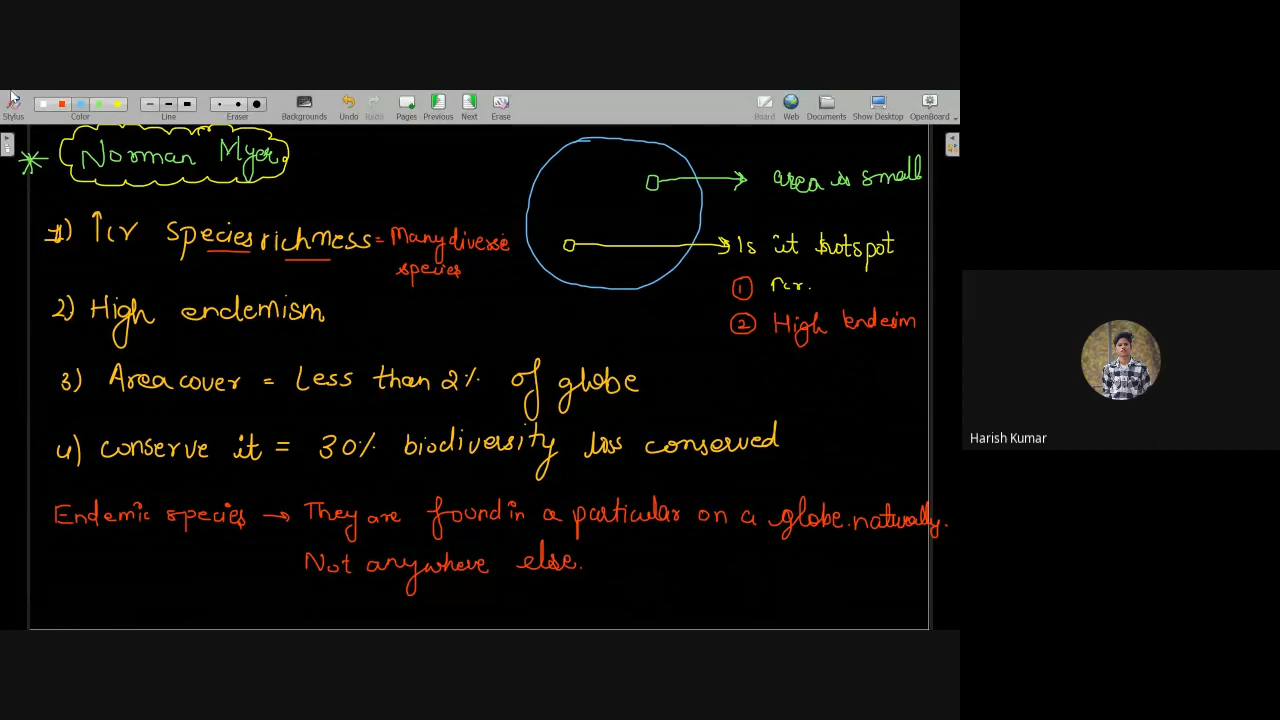 Stylus Color Line Eraser Backgrounds Undo Redo Pages Previous Next Erase Board Web Documents Show Desktop OpenBoard
Norman Myer.
area is small
1) ↑cr species richness = Many diverse
species
Is it hotspot
① ↑cr.
2) High endemism
② High
3) Area cover = Less than 2% of globe
4) conserve it = 30% biodiversity conserved
Harish Kumar
Endemic species → They are found in a particular on a globe. naturally.
Not anywhere else.